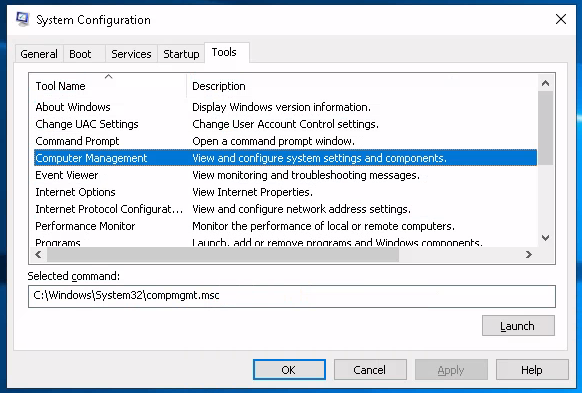 System Configuration
General Boot Services Startup Tools
Tool Name Description
About Windows Display Windows version information.
Change UAC Settings Change User Account Control settings.
Command Prompt Open a command prompt window.
Computer Management View and configure system settings and components.
Event Viewer View monitoring and troubleshooting messages.
Internet Options View Internet Properties.
Internet Protocol Configurat... View and configure network address settings.
Performance Monitor Monitor the performance of local or remote computers.
Programs Launch, add or remove programs and Windows components.
Selected command:
C:\Windows\System32\compmgmt.msc
Launch
OK Cancel Apply Help